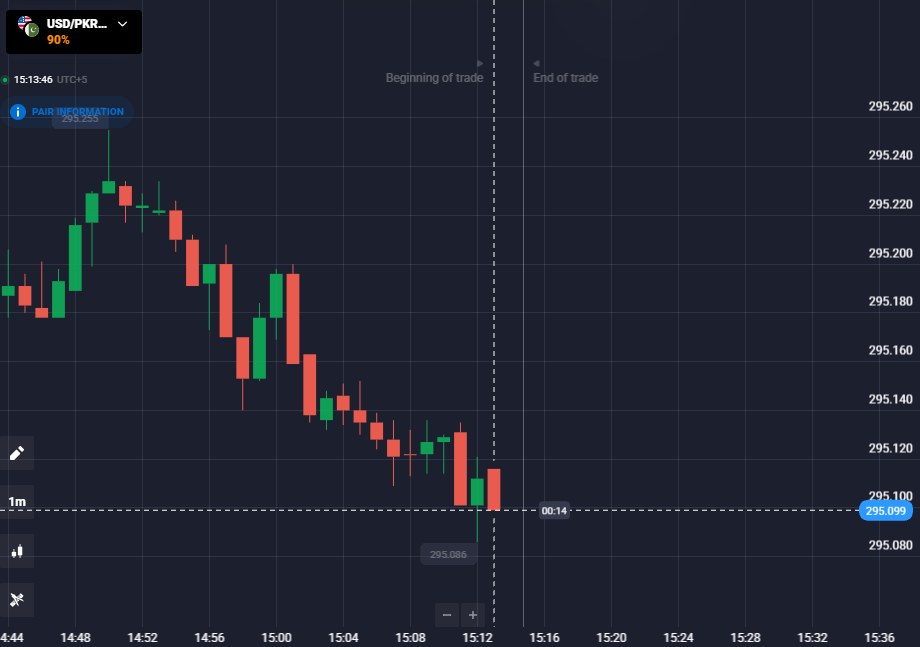 USD/PKR...
90%
Beginning of trade
End of trade
15:13:46 UTC+5
PAIR INFORMATION
295.255
295.260
295.240
295.220
295.200
295.180
295.160
295.140
295.120
1m
295.100
00:14
295.099
295.086
295.080
4:44 14:48 14:52 14:56 15:00 15:04 15:08 15:12 15:16 15:20 15:24 15:28 15:32 15:36